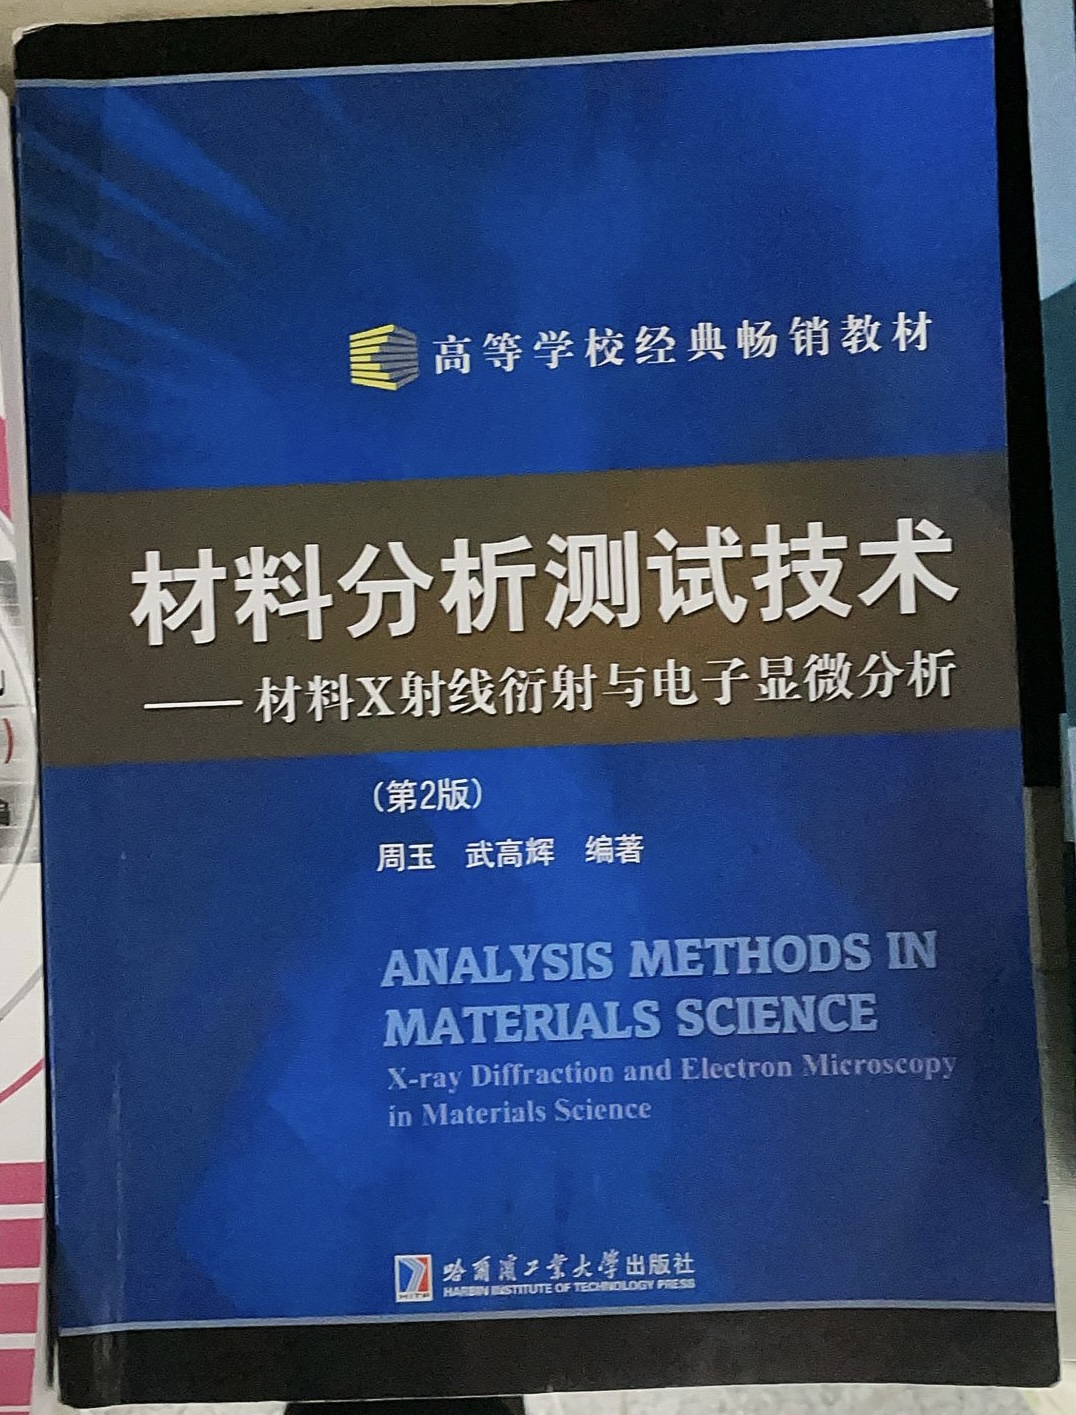 高等学校经典畅销教材
材料分析测试技术
——材料X射线衍射与电子显微分析
(第2版)
周玉 武高辉 编著
ANALYSIS METHODS IN
MATERIALS SCIENCE
X-ray Diffraction and Electron Microscopy
in Materials Science
HITP
哈尔滨工业大学出版社
HARBIN INSTITUTE OF TECHNOLOGY PRESS